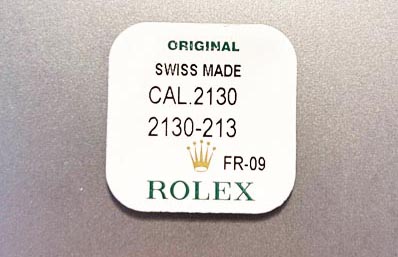 ORIGINAL
SWISS MADE
CAL.2130
2130-213
FR-09
ROLEX